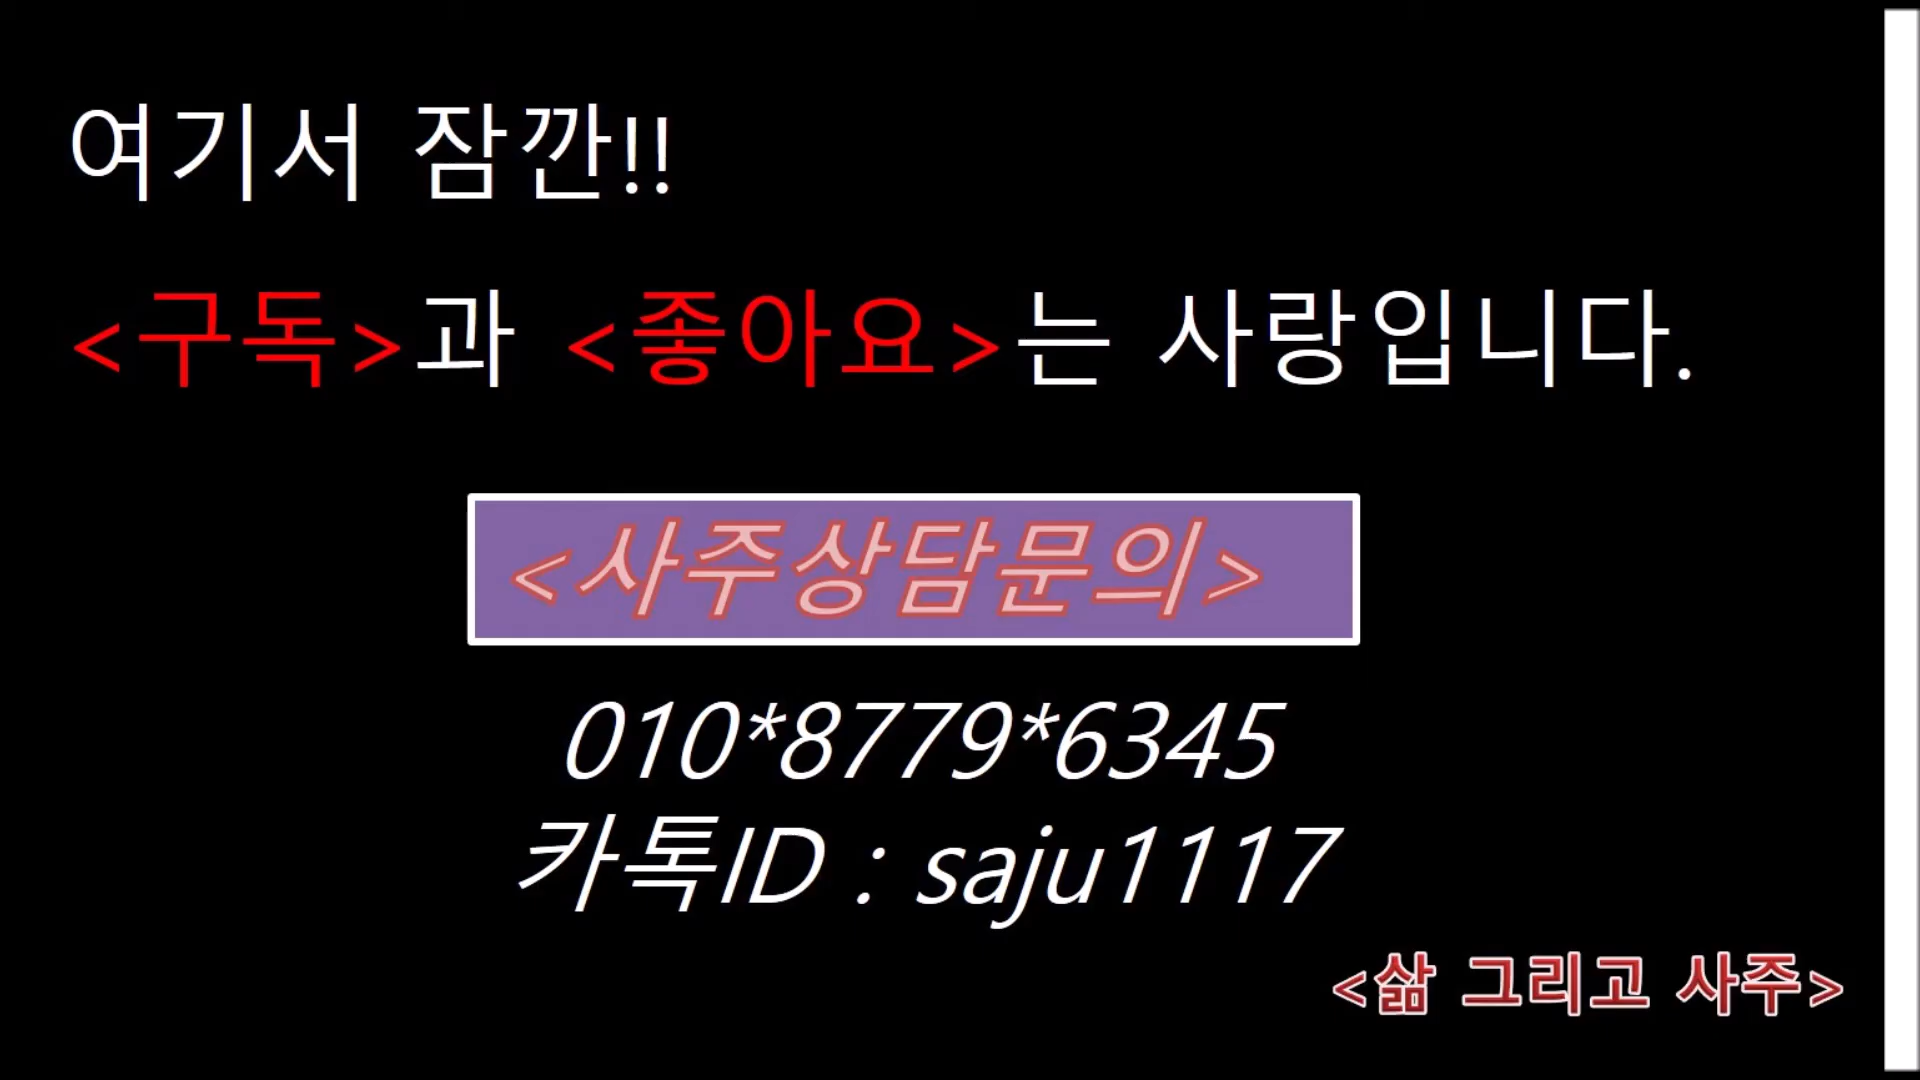 여기서 잠깐!!
<구독>과 <좋아요>는 사랑입니다.
<사주상담문의>
010*8779*6345
카톡ID : saju1117
<삶 그리고 사주>